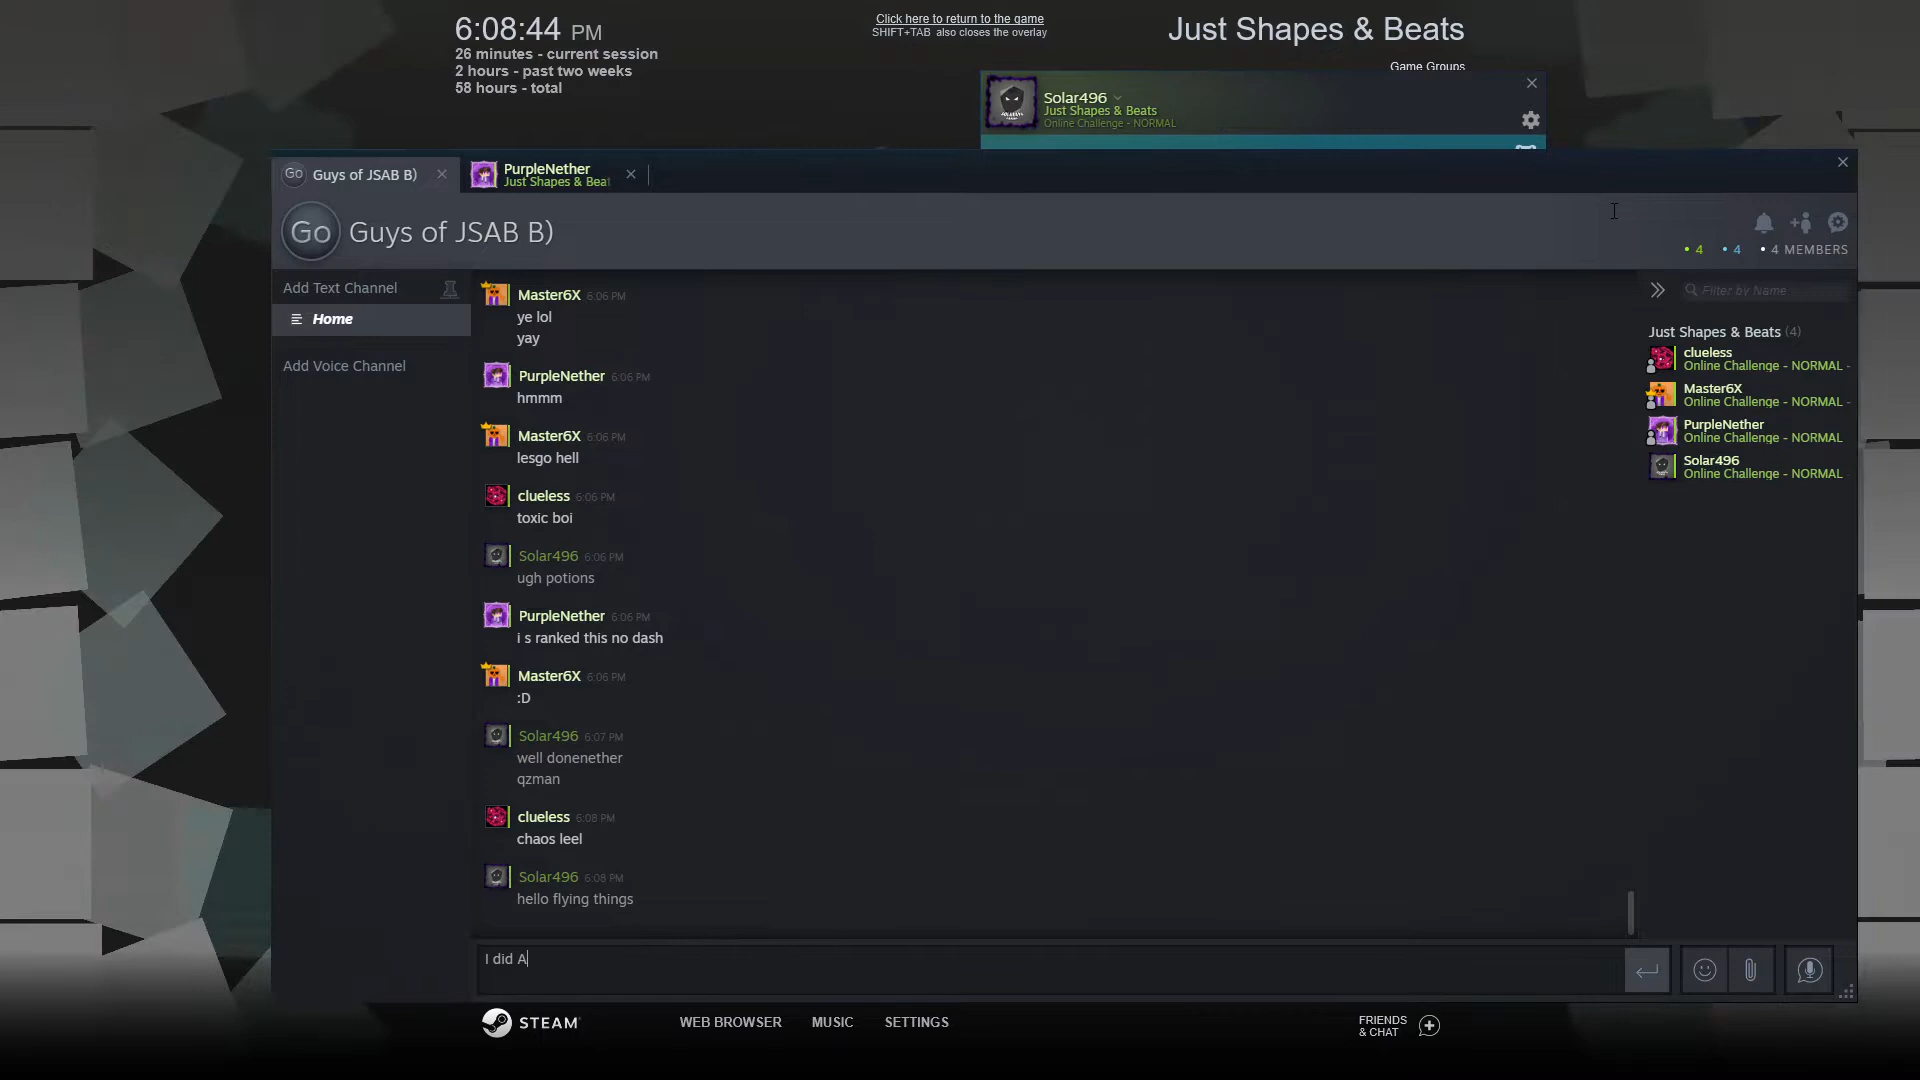 6:08:44 PM
26 minutes - current session
2 hours - past two weeks
58 hours - total
Click here to return to the game
SHIFT+TAB also closes the overlay
Just Shapes & Beats
Game Groups
Solar496
Just Shapes & Beats
Online Challenge - NORMAL
Go Guys of JSAB B)
PurpleNether
Just Shapes & Beat
Go Guys of JSAB B)
4 4 4 MEMBERS
Add Text Channel
Home
Add Voice Channel
Master6X 6:06 PM
ye lol
yay
PurpleNether 6:06 PM
hmmm
Master6X 6:06 PM
lesgo hell
clueless 6:06 PM
toxic boi
Solar496 6:06 PM
ugh potions
PurpleNether 6:06 PM
i s ranked this no dash
Master6X 6:06 PM
:D
Solar496 6:07 PM
well donenether
qzman
clueless 6:08 PM
chaos leel
Solar496 6:08 PM
hello flying things
I did A
Filter by Name
Just Shapes & Beats (4)
clueless
Online Challenge - NORMAL -
Master6X
Online Challenge - NORMAL -
PurpleNether
Online Challenge - NORMAL
Solar496
Online Challenge - NORMAL
STEAM
WEB BROWSER MUSIC SETTINGS
FRIENDS
& CHAT